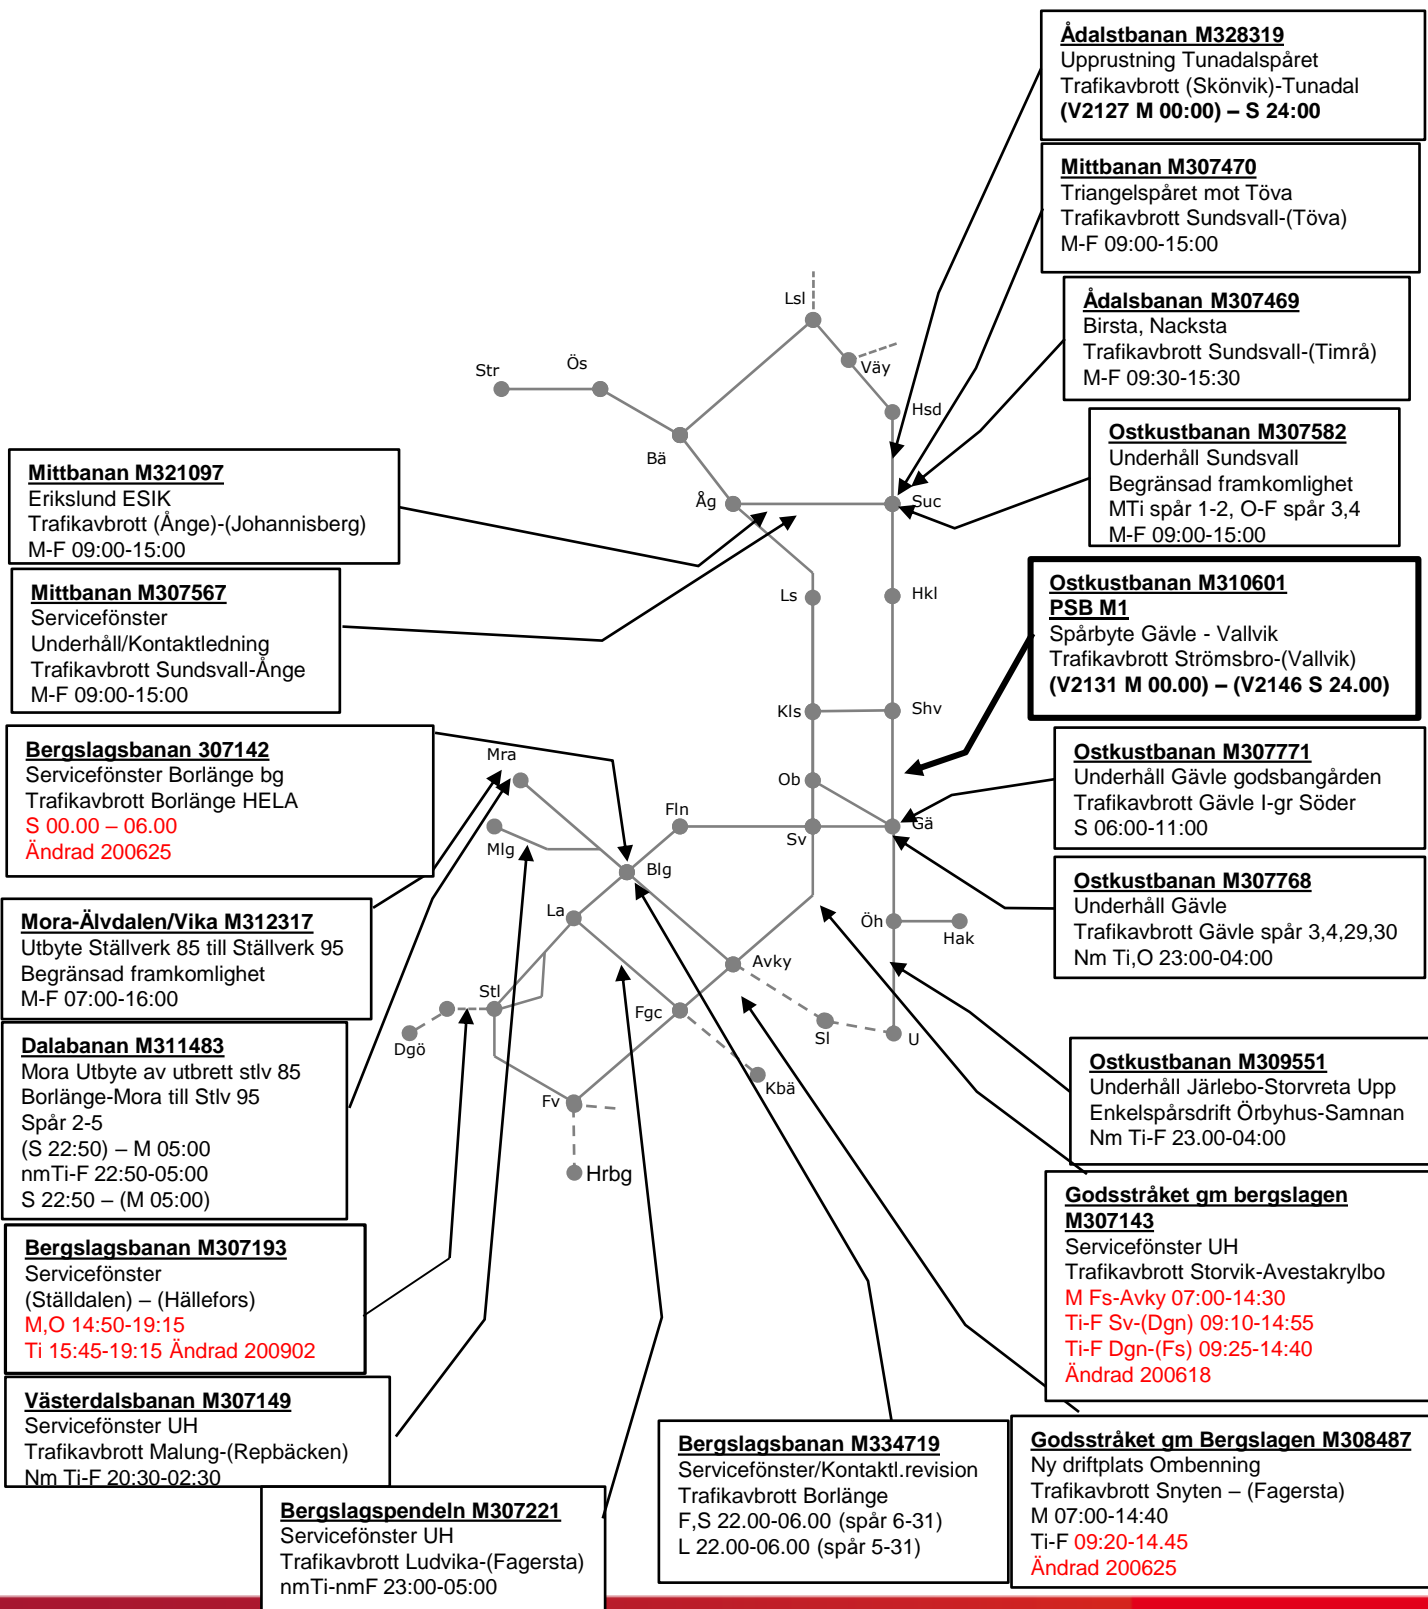 Ådalstbanan M328319
Upprustning Tunadalspåret
Trafikavbrott (Skönvik)-Tunadal
(V2127 M 00:00) – S 24:00
Mittbanan M307470
Triangelspåret mot Töva
Trafikavbrott Sundsvall-(Töva)
M-F 09:00-15:00
Ådalsbanan M307469
Birsta, Nacksta
Trafikavbrott Sundsvall-(Timrå)
M-F 09:30-15:30
Ostkustbanan M307582
Underhåll Sundsvall
Begränsad framkomlighet
MTi spår 1-2, O-F spår 3,4
M-F 09:00-15:00
Ostkustbanan M310601
PSB M1
Spårbyte Gävle - Vallvik
Trafikavbrott Strömsbro-(Vallvik)
(V2131 M 00.00) – (V2146 S 24.00)
Ostkustbanan M307771
Underhåll Gävle godsbangården
Trafikavbrott Gävle I-gr Söder
S 06:00-11:00
Ostkustbanan M307768
Underhåll Gävle
Trafikavbrott Gävle spår 3,4,29,30
Nm Ti,O 23:00-04:00
Ostkustbanan M309551
Underhåll Järlebo-Storvreta Upp
Enkelspårsdrift Örbyhus-Samnan
Nm Ti-F 23.00-04:00
Godsstråket gm bergslagen
M307143
Servicefönster UH
Trafikavbrott Storvik-Avestakrylbo
M Fs-Avky 07:00-14:30
Ti-F Sv-(Dgn) 09:10-14:55
Ti-F Dgn-(Fs) 09:25-14:40
Ändrad 200618
Godsstråket gm Bergslagen M308487
Ny driftplats Ombenning
Trafikavbrott Snyten – (Fagersta)
M 07:00-14:40
Ti-F 09:20-14.45
Ändrad 200625
Mittbanan M321097
Erikslund ESIK
Trafikavbrott (Ånge)-(Johannisberg)
M-F 09:00-15:00
Mittbanan M307567
Servicefönster
Underhåll/Kontaktledning
Trafikavbrott Sundsvall-Ånge
M-F 09:00-15:00
Bergslagsbanan 307142
Servicefönster Borlänge bg
Trafikavbrott Borlänge HELA
S 00.00 – 06.00
Ändrad 200625
Mora-Älvdalen/Vika M312317
Utbyte Ställverk 85 till Ställverk 95
Begränsad framkomlighet
M-F 07:00-16:00
Dalabanan M311483
Mora Utbyte av utbrett stlv 85
Borlänge-Mora till Stlv 95
Spår 2-5
(S 22:50) – M 05:00
nmTi-F 22:50-05:00
S 22:50 – (M 05:00)
Bergslagsbanan M307193
Servicefönster
(Ställdalen) – (Hällefors)
M,O 14:50-19:15
Ti 15:45-19:15 Ändrad 200902
Västerdalsbanan M307149
Servicefönster UH
Trafikavbrott Malung-(Repbäcken)
Nm Ti-F 20:30-02:30
Bergslagspendeln M307221
Servicefönster UH
Trafikavbrott Ludvika-(Fagersta)
nmTi-nmF 23:00-05:00
Bergslagsbanan M334719
Servicefönster/Kontaktl.revision
Trafikavbrott Borlänge
F,S 22.00-06.00 (spår 6-31)
L 22.00-06.00 (spår 5-31)
Lsl
Väy
Str
Ös
Hsd
Bä
Åg
Suc
Ls
Hkl
Kls
Shv
Mra
Ob
Fln
Gä
Mlg
Sv
Blg
La
Öh
Hak
Avky
Stl
Fgc
Sl
U
Dgö
Kbä
Fv
Hrbg